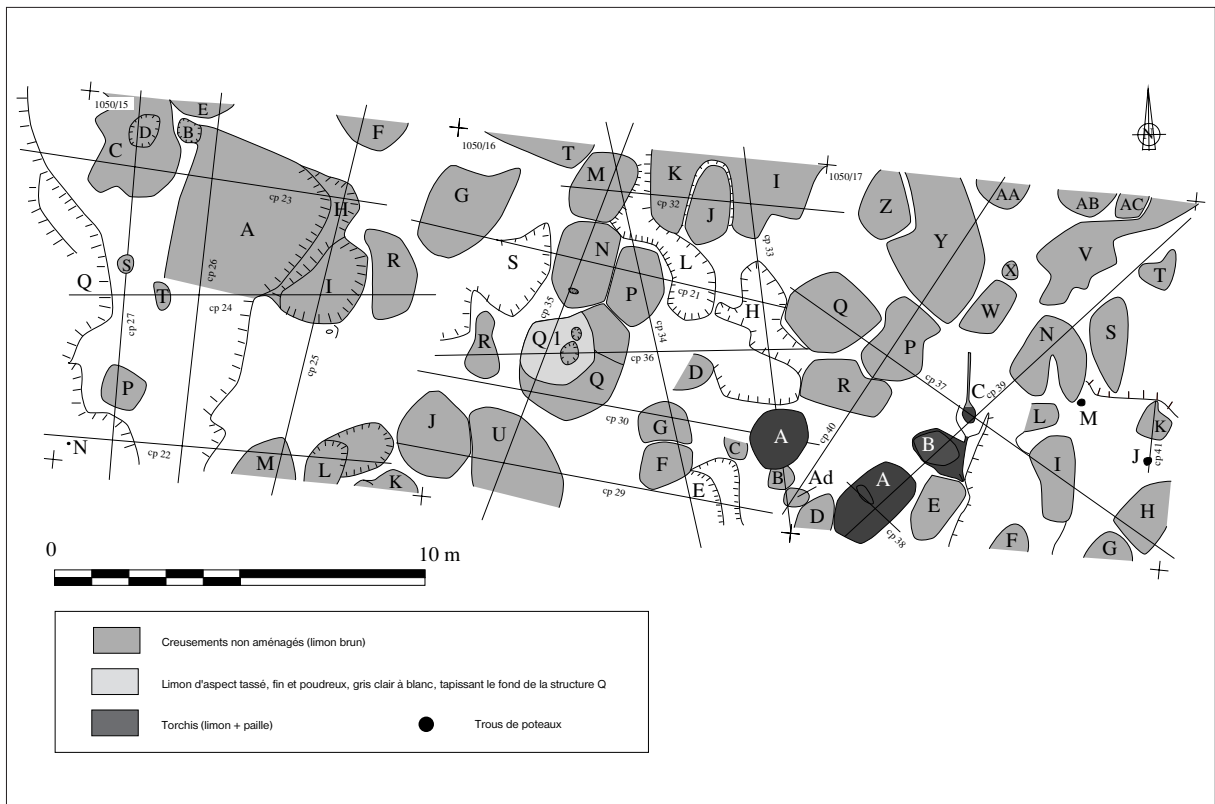 1050/15
E
D
B
C
F
1050/16
T
M
K
I
1050/17
AA
AB
AC
Z
cp 23
H
G
J
cp 32
A
R
S
N
L
cp 33
Y
V
Q
S
cp 26
I
P
cp 21
H
Q
X
T
T
cp 24
W
cp 27
cp 35
cp 34
N
S
R
Q 1
cp 36
P
cp 25
P
Q
D
R
cp 37
C
cp 39
L
M
K
J
U
cp 30
G
A
cp 40
B
J
cp 41
N
cp 22
M
L
K
F
C
B
Ad
A
I
E
cp 29
E
D
cp 38
H
F
G
N
0
10 m
Creusements non aménagés (limon brun)
Limon d'aspect tassé, fin et poudreux, gris clair à blanc, tapissant le fond de la structure Q
Torchis (limon + paille)
Trous de poteaux